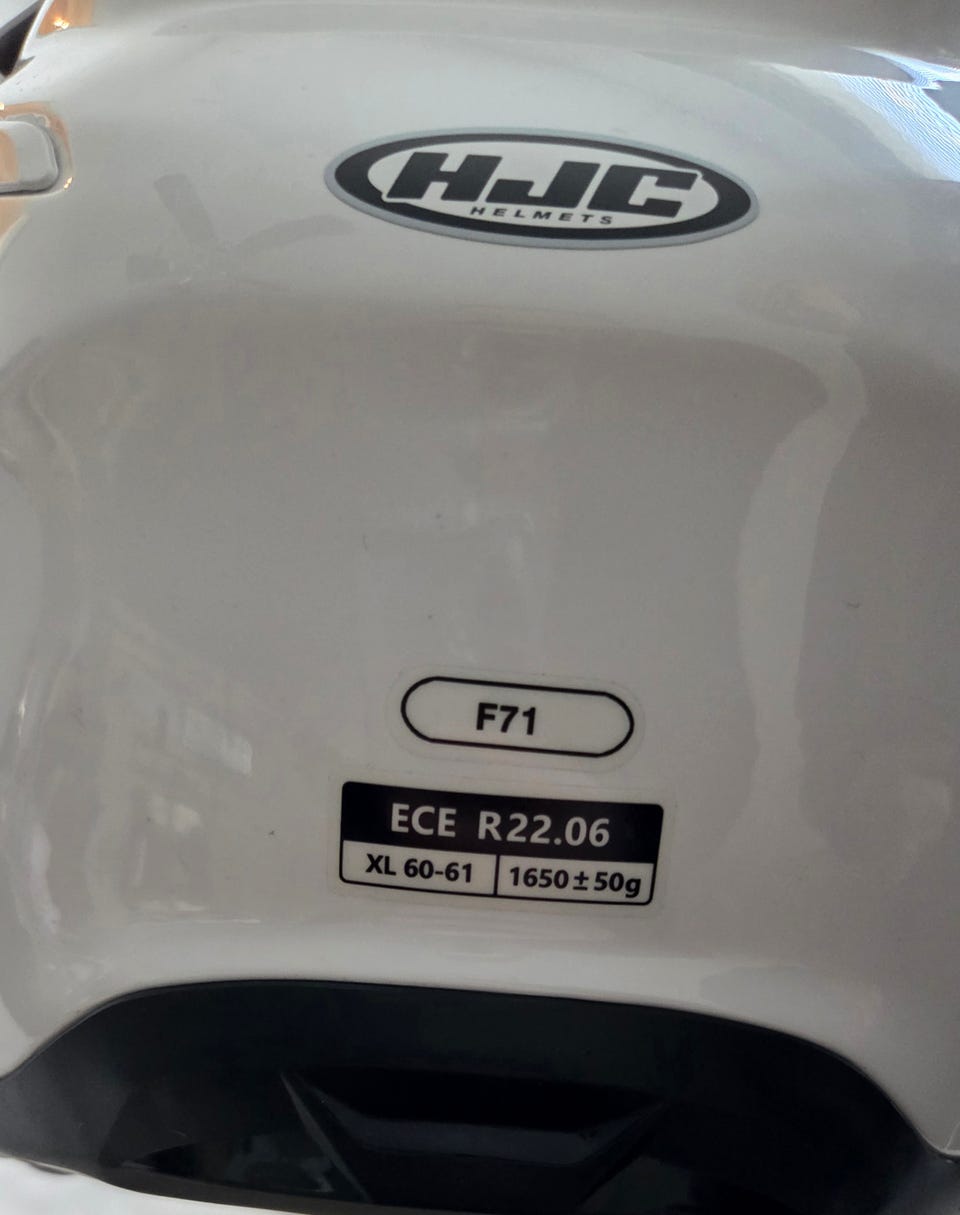 HJC
HELMETS
F71
ECE R22.06
XL 60-61 1650±50g